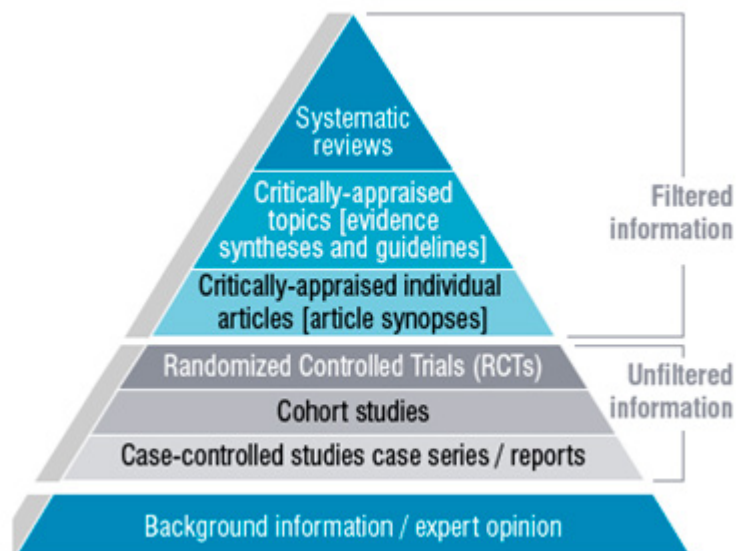 Systematic
reviews
Critically-appraised
topics [evidence
syntheses and guidelines]
Critically-appraised individual
articles [article synopses]
Filtered
information
Randomized Controlled Trials (RCTs)
Cohort studies
Case-controlled studies case series / reports
Unfiltered
information
Background information / expert opinion